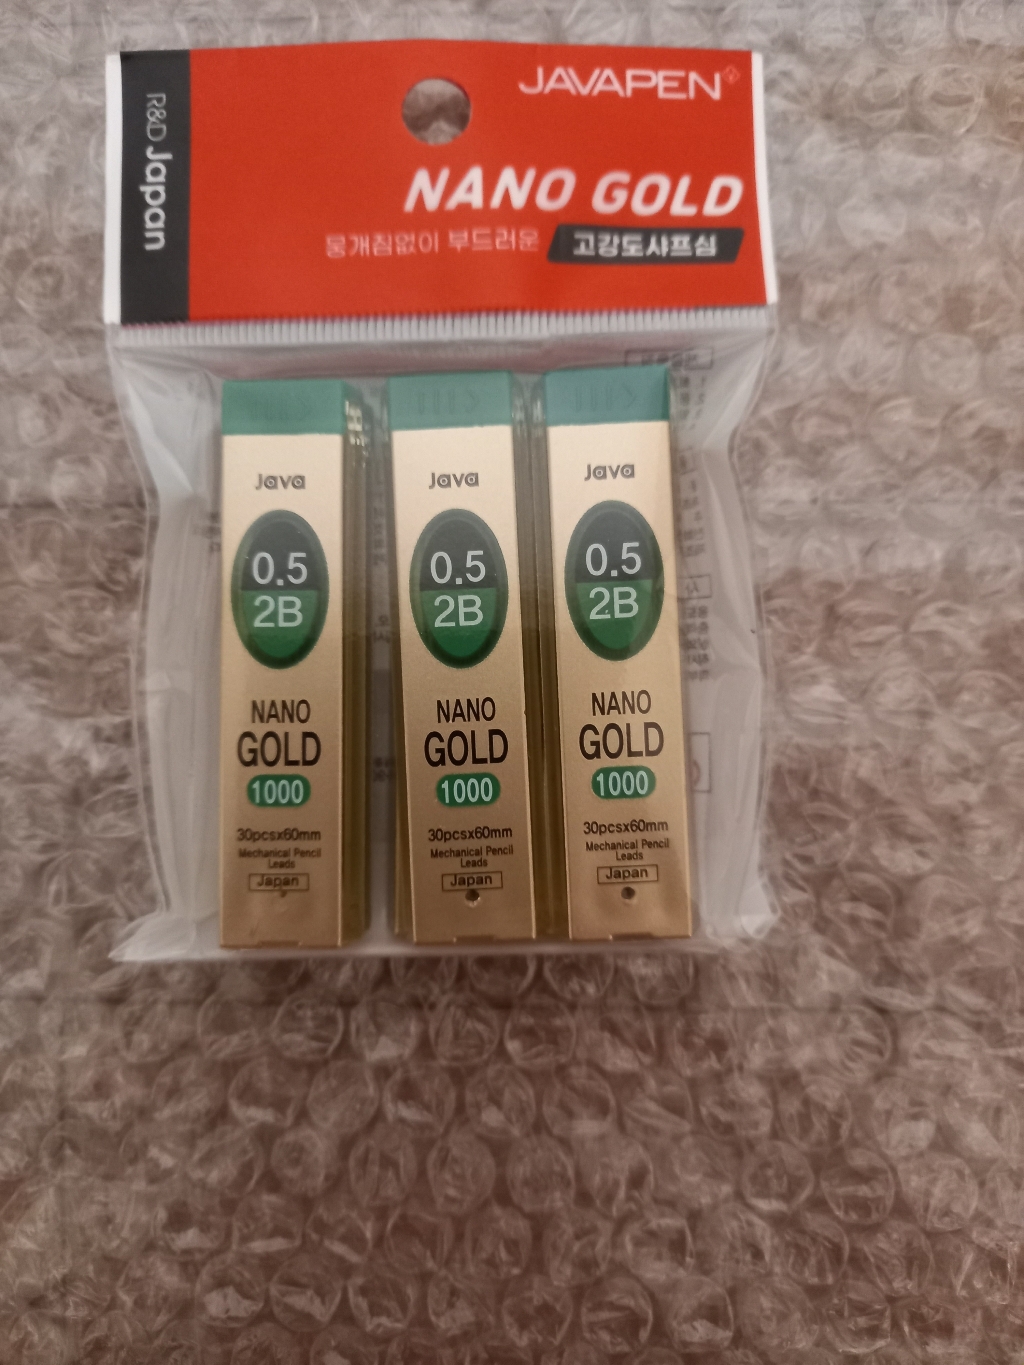 R&D Japan
JAVAPEN
NANO GOLD
뭉개짐없이 부드러운 고강도샤프심
Java
0.5
2B
NANO
GOLD
1000
30pcsx60mm
Mechanical Pencil
Leads
Japan
Java
0.5
2B
NANO
GOLD
1000
30pcsx60mm
Mechanical Pencil
Leads
Japan
Java
0.5
2B
NANO
GOLD
1000
30pcsx60mm
Mechanical Pencil
Leads
Japan